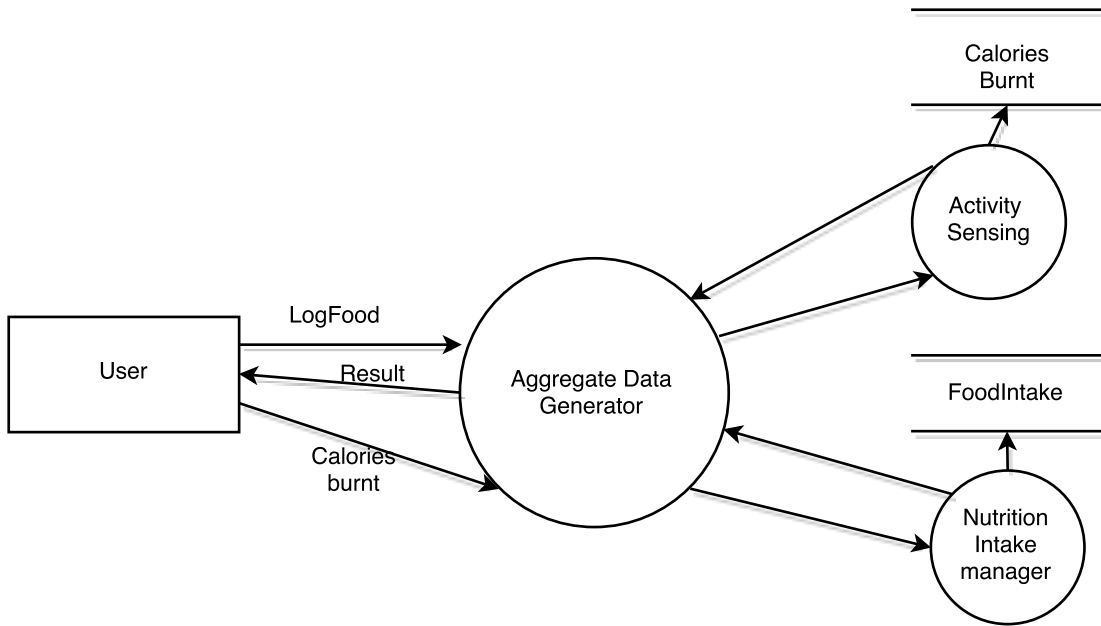 Calories
Burnt
Activity
Sensing
LogFood
User
Result
Aggregate Data
Generator
FoodIntake
Calories
burnt
Nutrition
Intake
manager